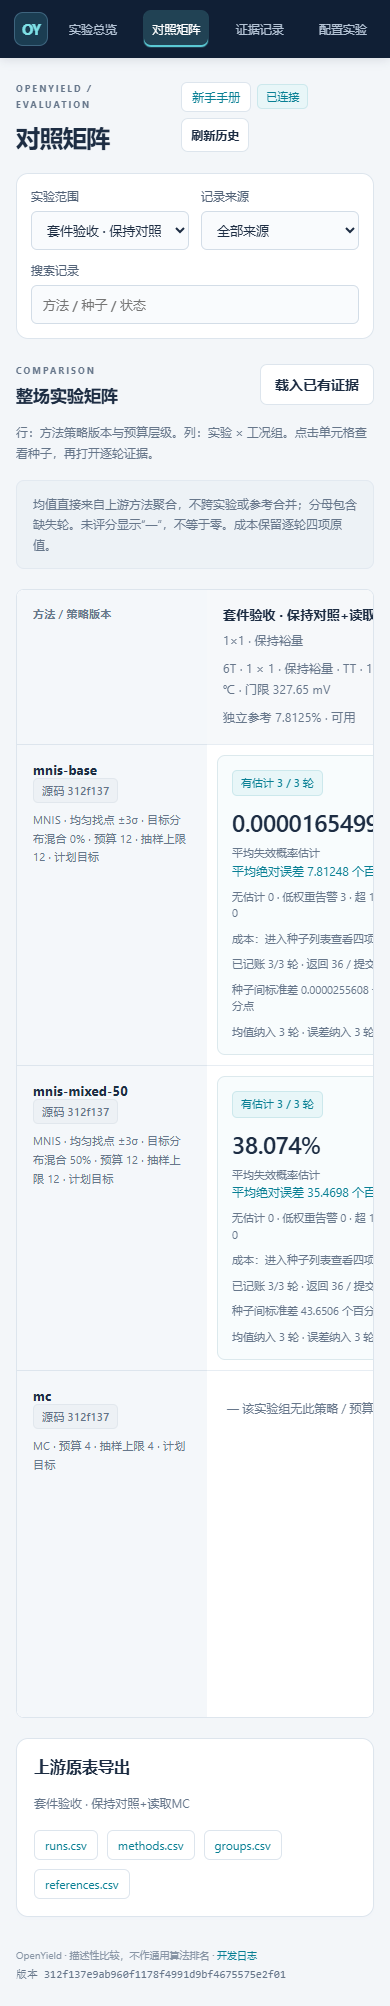 OY 实验总览 对照矩阵 证据记录 配置实验
OPENYIELD /
EVALUATION
对照矩阵
新手手册 已连接
刷新历史
实验范围 记录来源
套件验收 · 保持对照 全部来源
搜索记录
方法 / 种子 / 状态
COMPARISON
整场实验矩阵
载入已有证据
行：方法策略版本与预算层级。列：实验 × 工况组。点击单元格查
看种子，再打开逐轮证据。
均值直接来自上游方法聚合，不跨实验或参考合并；分母包含
缺失轮。未评分显示“—”，不等于零。成本保留逐轮四项原
值。
方法 / 策略版本
套件验收 · 保持对照+读取
1×1 · 保持裕量
6T · 1 × 1 · 保持裕量 · TT · 1
℃ · 门限 327.65 mV
独立参考 7.8125% · 可用
mnis-base
源码 312f137
MNIS · 均匀找点 ±3σ · 目标分
布混合 0% · 预算 12 · 抽样上限
12 · 计划目标
有估计 3 / 3 轮
0.0000165499
平均失效概率估计
平均绝对误差 7.81248 个百
无估计 0 · 低权重告警 3 · 超 1
0
成本：进入种子列表查看四项
已记账 3/3 轮 · 返回 36 / 提交
种子间标准差 0.0000255608
分点
均值纳入 3 轮 · 误差纳入 3 轮
mnis-mixed-50
源码 312f137
MNIS · 均匀找点 ±3σ · 目标分
布混合 50% · 预算 12 · 抽样上
限 12 · 计划目标
有估计 3 / 3 轮
38.074%
平均失效概率估计
平均绝对误差 35.4698 个百
无估计 0 · 低权重告警 0 · 超 1
0
成本：进入种子列表查看四项
已记账 3/3 轮 · 返回 36 / 提交
种子间标准差 43.6506 个百分
均值纳入 3 轮 · 误差纳入 3 轮
mc
源码 312f137
MC · 预算 4 · 抽样上限 4 · 计划
目标
— 该实验组无此策略 / 预算
上游原表导出
套件验收 · 保持对照+读取MC
runs.csv methods.csv groups.csv
references.csv
OpenYield · 描述性比较，不作通用算法排名 · 开发日志
版本 312f137e9ab960f1178f4991d9bf4675575e2f01